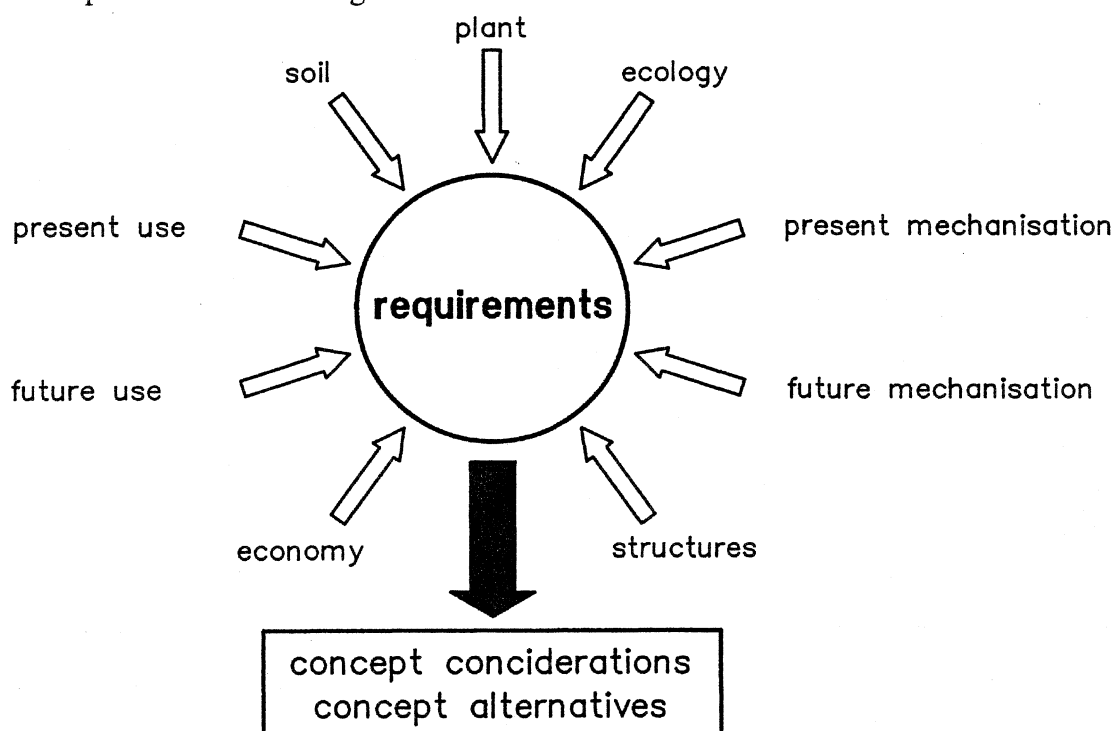 plant
soil
ecology
present use
present mechanisation
requirements
future use
future mechanisation
economy
structures
concept conciderations
concept alternatives